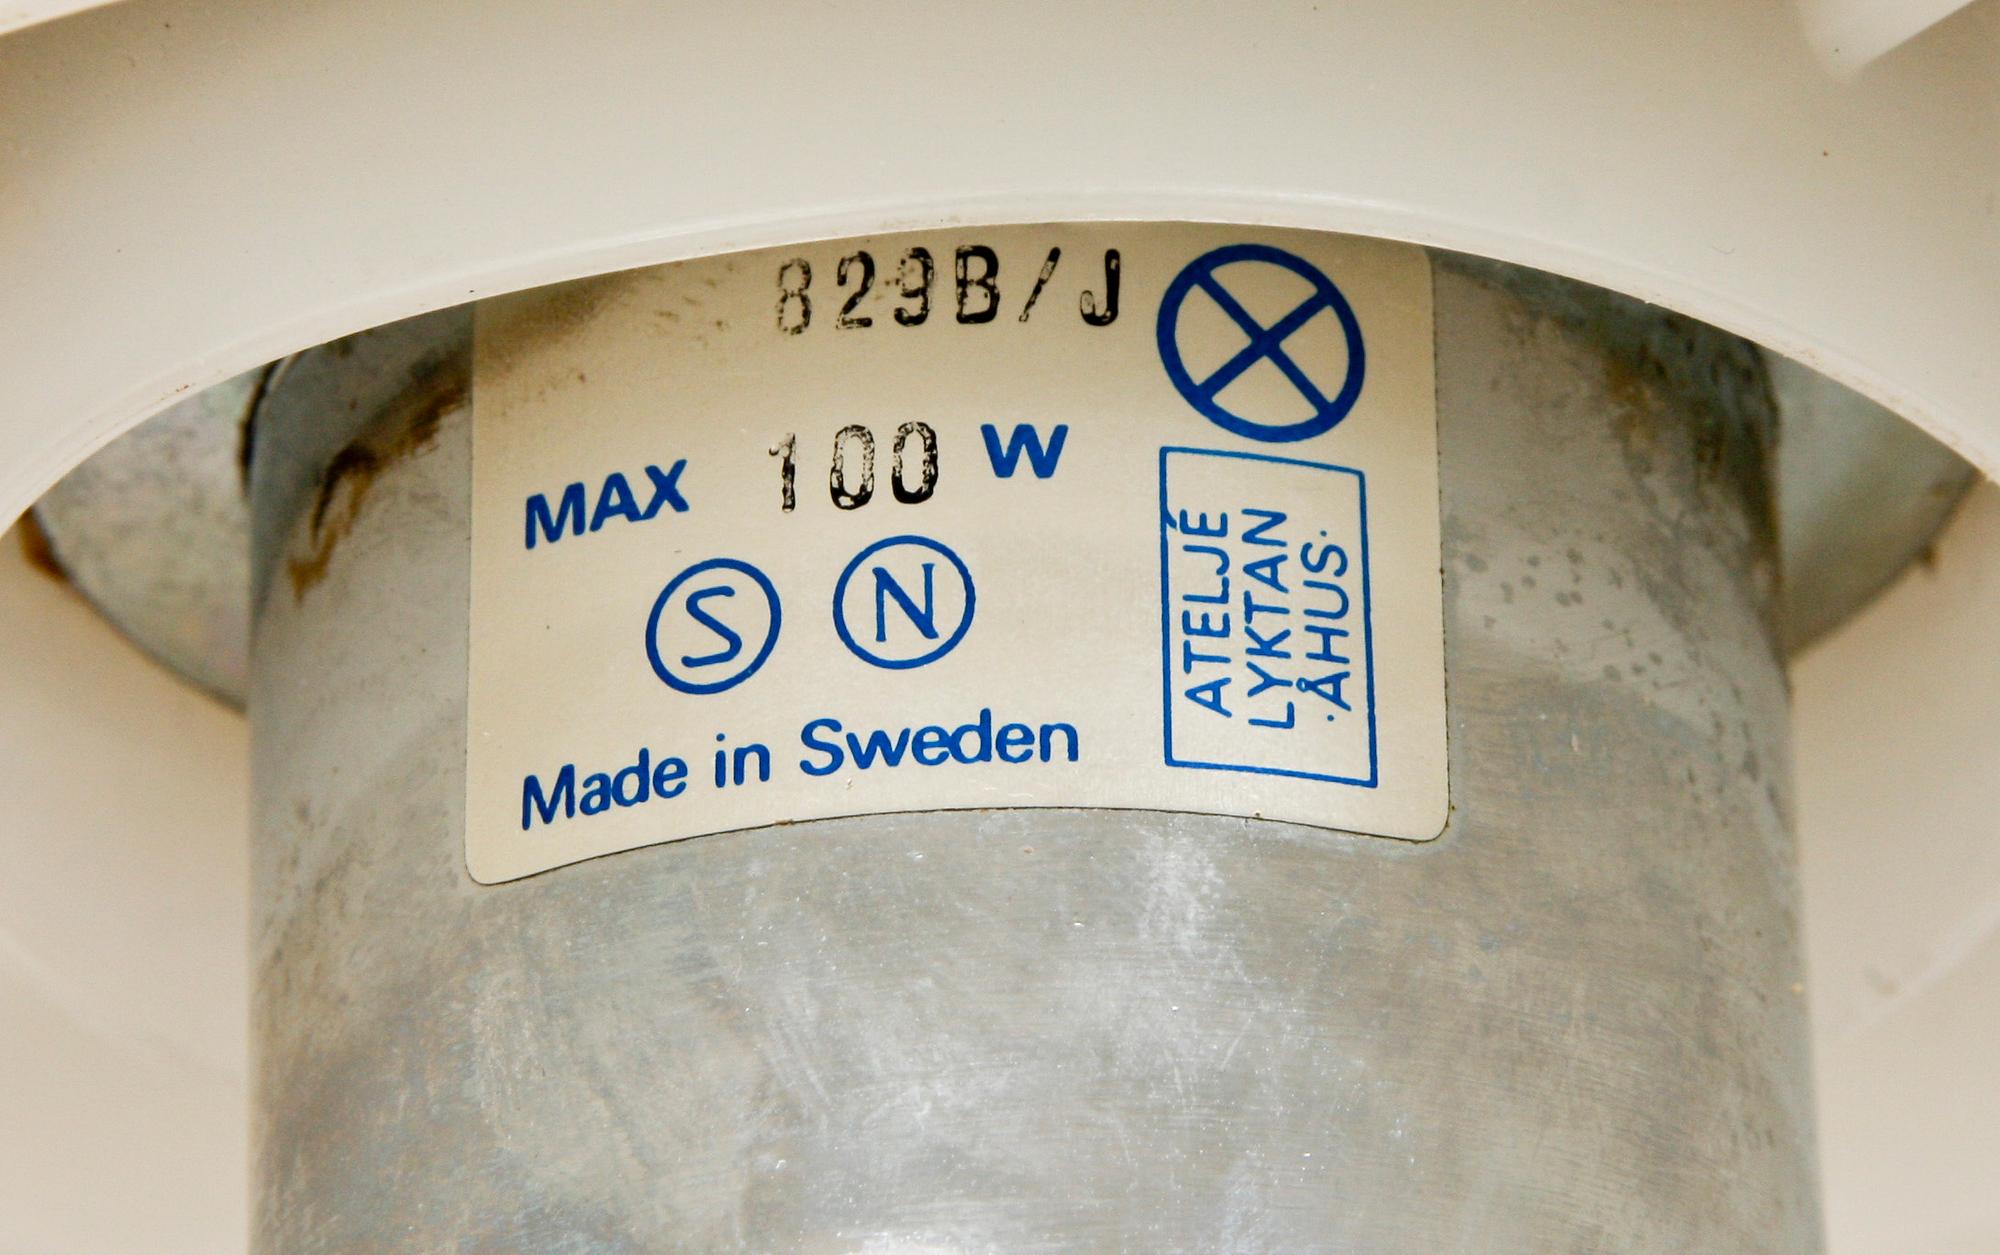 829B/J
MAX 100 W
S N
Made in Sweden
ATELJÉ
LYKTAN
·ÅHUS·